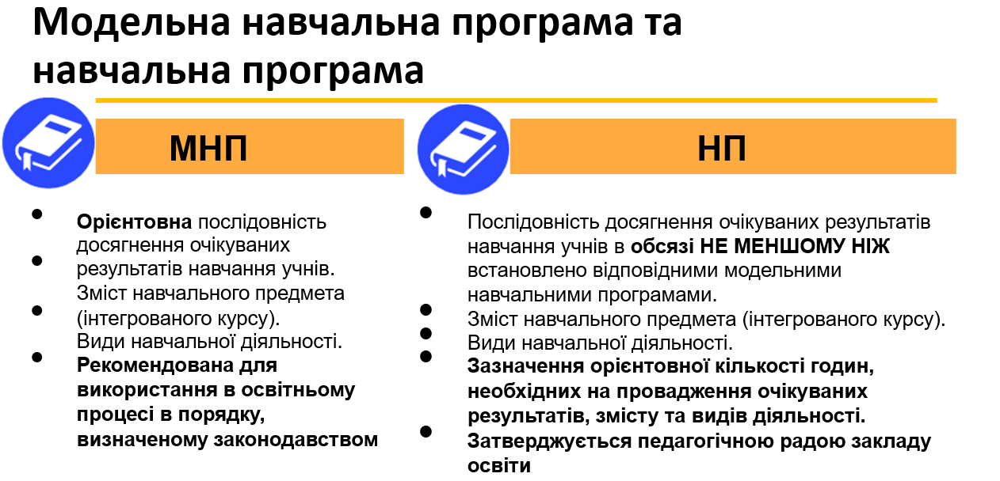 Модельна навчальна програма та
навчальна програма
МНП
• Орієнтовна послідовність
досягнення очікуваних
• результатів навчання учнів.
Зміст навчального предмета
• (інтегрованого курсу).
Види навчальної діяльності.
• Рекомендована для
використання в освітньому
процесі в порядку,
визначеному законодавством
НП
• Послідовність досягнення очікуваних результатів
навчання учнів в обсязі НЕ МЕНШОМУ НІЖ
встановлено відповідними модельними
навчальними програмами.
• Зміст навчального предмета (інтегрованого курсу).
• Види навчальної діяльності.
• Зазначення орієнтовної кількості годин,
необхідних на провадження очікуваних
результатів, змісту та видів діяльності.
• Затверджується педагогічною радою закладу
освіти